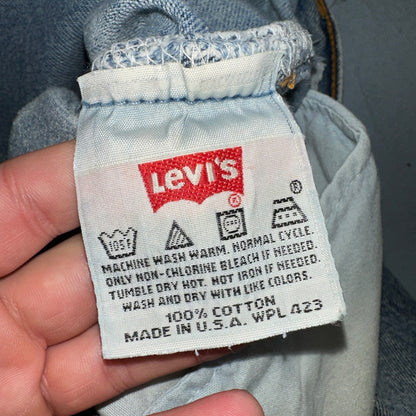 LEVI'S
®
®
105F
MACHINE WASH WARM. NORMAL CYCLE.
ONLY NON-CHLORINE BLEACH IF NEEDED.
TUMBLE DRY HOT. HOT IRON IF NEEDED.
WASH AND DRY WITH LIKE COLORS.
100% COTTON
MADE IN U.S.A. WPL 423